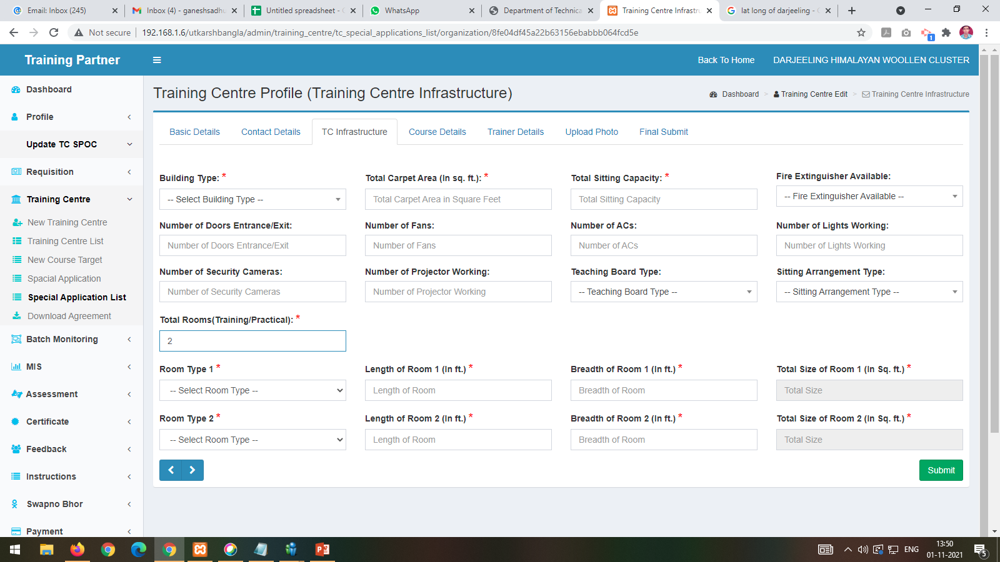 Email: Inbox (245)
Inbox (4) - ganeshsadhu
Untitled spreadsheet - G
WhatsApp
Department of Technica
Training Centre Infrastru
lat long of darjeeling - G
Not secure 192.168.1.6/utkarshbangla/admin/training_centre/tc_special_applications_list/organization/8fe04df45a22b63156ebabbb064fcd5e
1
Training Partner
Back To Home
DARJEELING HIMALAYAN WOOLLEN CLUSTER
Dashboard
Profile
Update TC SPOC
Requisition
Training Centre
New Training Centre
Training Centre List
New Course Target
Spacial Application
Special Application List
Download Agreement
Batch Monitoring
MIS
Assessment
Certificate
Feedback
Instructions
Swapno Bhor
Payment
Training Centre Profile (Training Centre Infrastructure)
Dashboard > Training Centre Edit > Training Centre Infrastructure
Basic Details
Contact Details
TC Infrastructure
Course Details
Trainer Details
Upload Photo
Final Submit
Building Type: *
-- Select Building Type --
Total Carpet Area (In sq. ft.): *
Total Carpet Area in Square Feet
Total Sitting Capacity: *
Total Sitting Capacity
Fire Extinguisher Available:
-- Fire Extinguisher Available --
Number of Doors Entrance/Exit:
Number of Doors Entrance/Exit
Number of Fans:
Number of Fans
Number of ACs:
Number of ACs
Number of Lights Working:
Number of Lights Working
Number of Security Cameras:
Number of Security Cameras
Number of Projector Working:
Number of Projector Working
Teaching Board Type:
-- Teaching Board Type --
Sitting Arrangement Type:
-- Sitting Arrangement Type --
Total Rooms(Training/Practical): *
2
Room Type 1 *
-- Select Room Type --
Length of Room 1 (In ft.) *
Length of Room
Breadth of Room 1 (In ft.) *
Breadth of Room
Total Size of Room 1 (In Sq. ft.) *
Total Size
Room Type 2 *
-- Select Room Type --
Length of Room 2 (In ft.) *
Length of Room
Breadth of Room 2 (In ft.) *
Breadth of Room
Total Size of Room 2 (In Sq. ft.) *
Total Size
Submit
ENG
13:50
01-11-2021
5